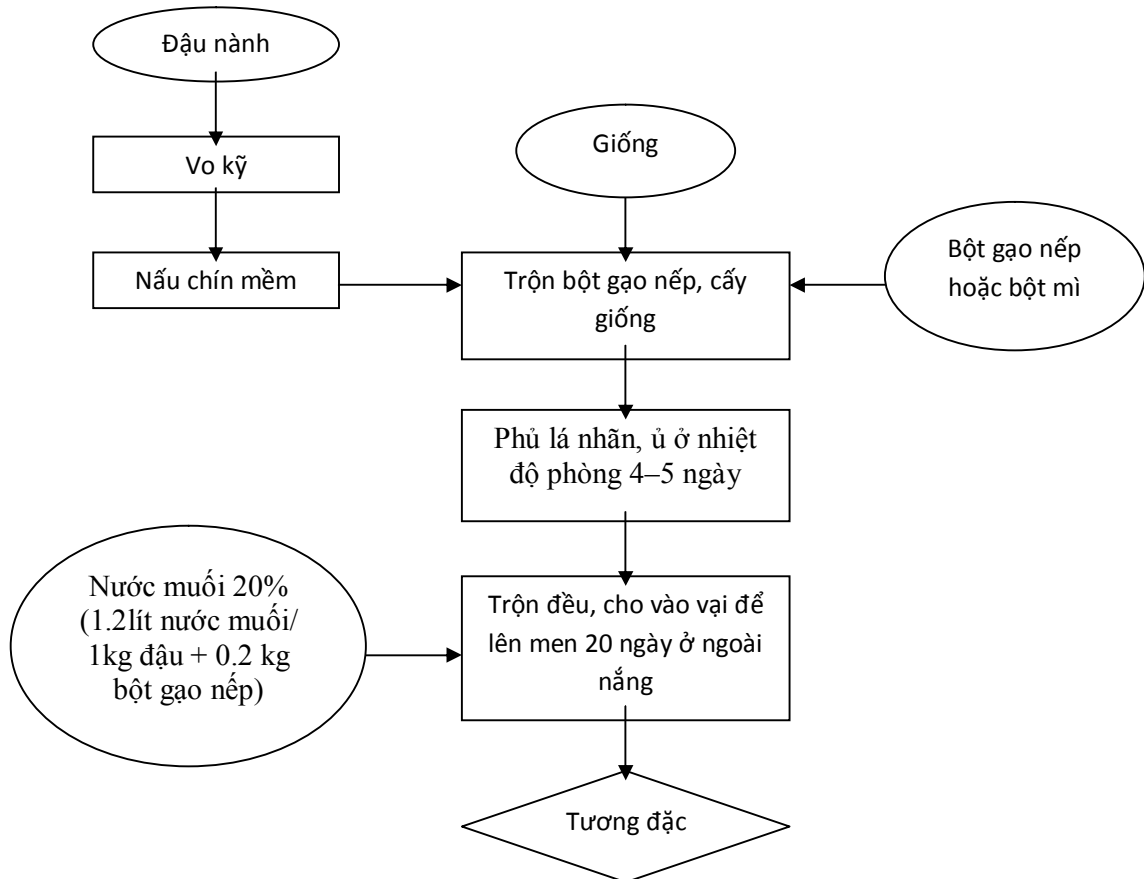 Đậu nành
Vo kỹ
Giống
Nấu chín mềm
Trộn bột gạo nếp, cấy
giống
Bột gạo nếp
hoặc bột mì
Phủ lá nhãn, ủ ở nhiệt
độ phòng 4–5 ngày
Nước muối 20%
(1.2lít nước muối/
1kg đậu + 0.2 kg
bột gạo nếp)
Trộn đều, cho vào vại để
lên men 20 ngày ở ngoài
nắng
Tương đặc